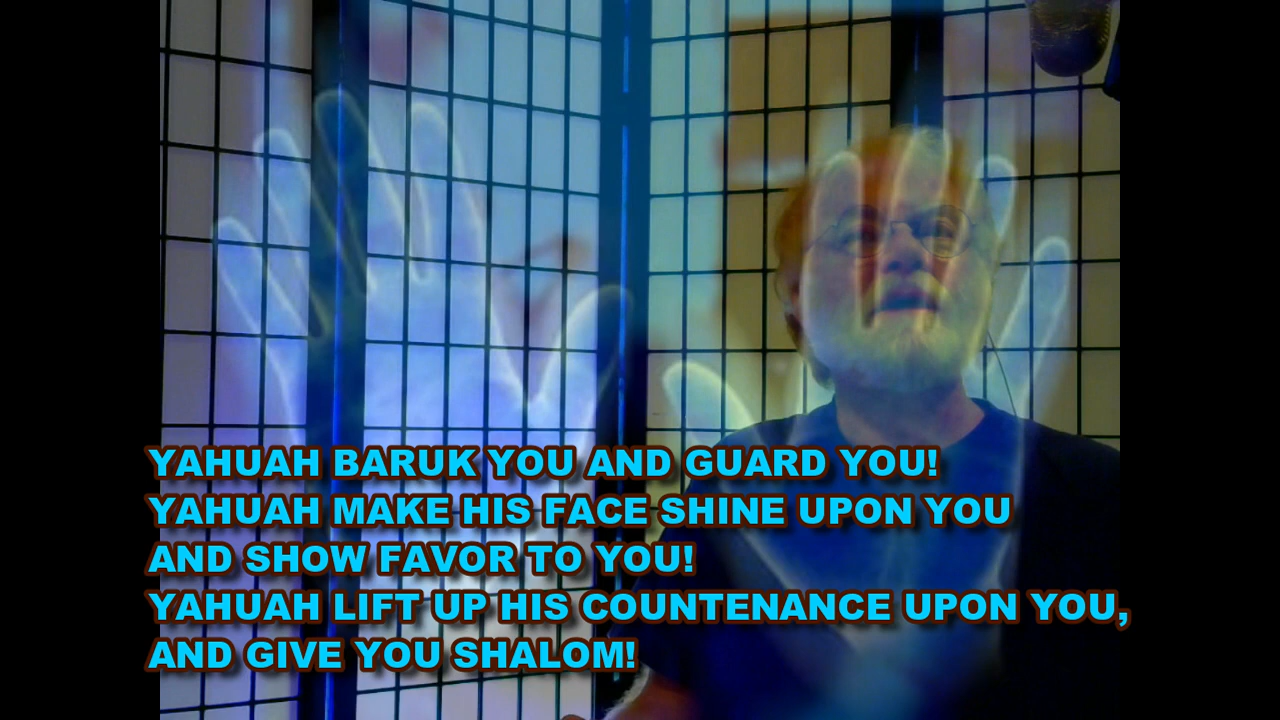 YAHUAH BARUK YOU AND GUARD YOU!
YAHUAH MAKE HIS FACE SHINE UPON YOU
AND SHOW FAVOR TO YOU!
YAHUAH LIFT UP HIS COUNTENANCE UPON YOU,
AND GIVE YOU SHALOM!